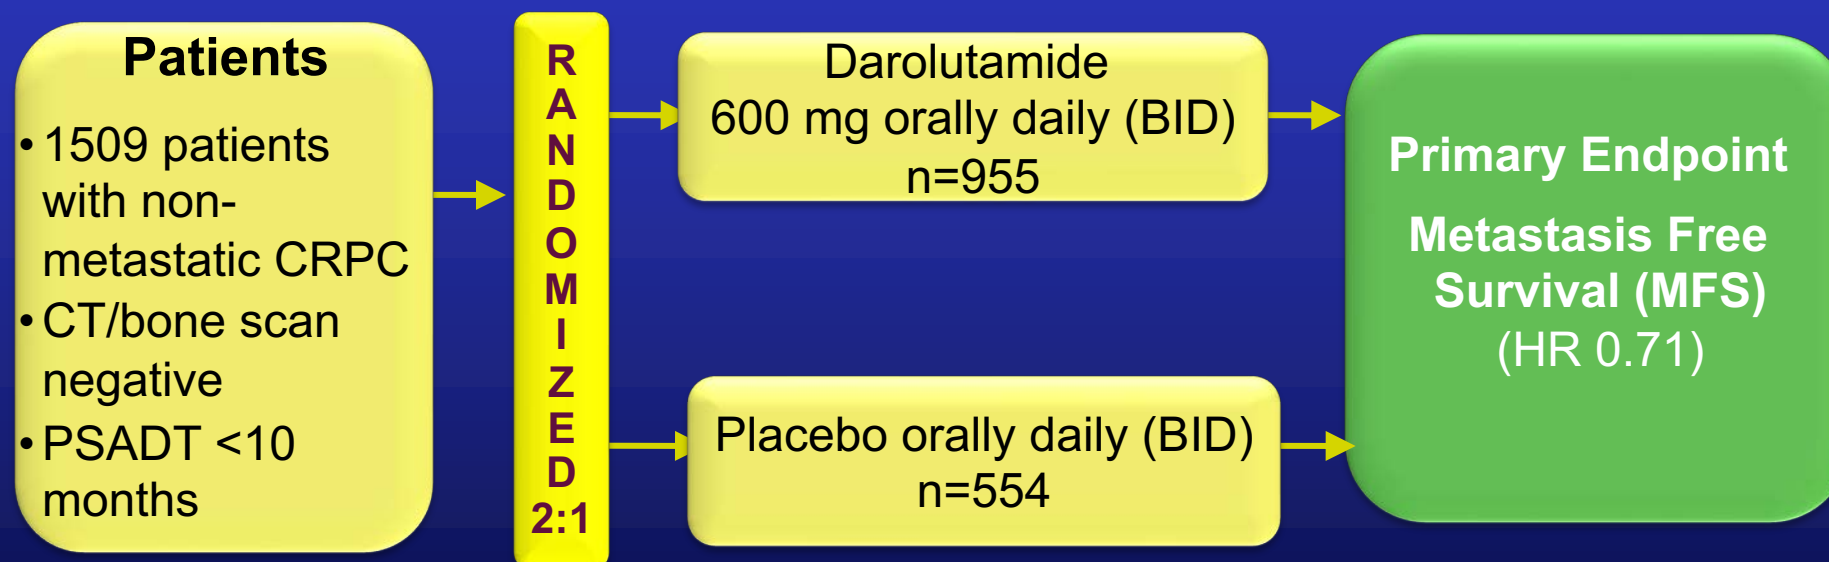 Patients
• 1509 patients
with non-
metastatic CRPC
• CT/bone scan
negative
• PSADT <10
months
R
A
N
D
O
M
I
Z
E
D
2:1
Darolutamide
600 mg orally daily (BID)
n=955
Placebo orally daily (BID)
n=554
Primary Endpoint
Metastasis Free
Survival (MFS)
(HR 0.71)